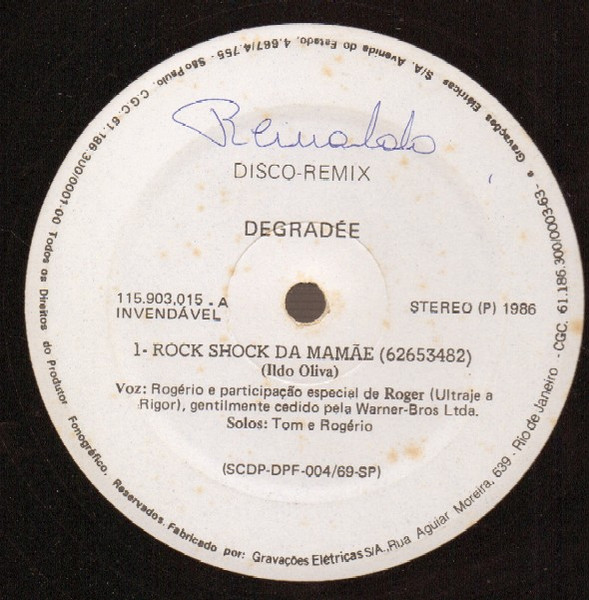 Reinaldo
DISCO-REMIX
DEGRADÉE
115.903.015 - A
INVENDÁVEL
STEREO (P) 1986
1- ROCK SHOCK DA MAMÃE (62653482)
(Ildo Oliva)
Voz: Rogério e participação especial de Roger (Ultraje a
Rigor), gentilmente cedido pela Warner-Bros Ltda.
Solos: Tom e Rogério
(SCDP-DPF-004/69-SP)
Gravações Elétricas S/A. Avenida do Estado, 4.667/4.755 - São Paulo. C.G.C. 61.186.300/0001-00 Todos os Direitos do Produtor Fonográfico. Reservados. Fabricado por: Gravações Elétricas S/A., Rua Aguiar Moreira, 639 - Rio de Janeiro - CGC. 61.186.300/0003-63 - e